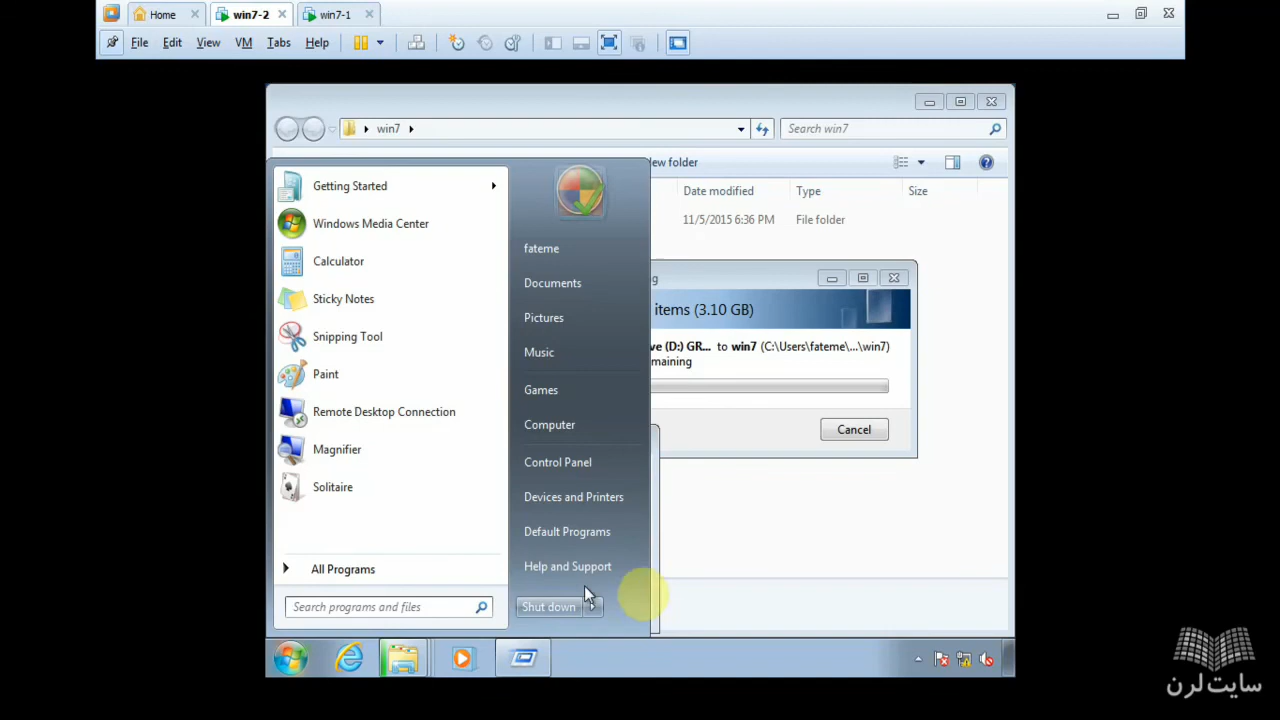 Home
win7-2
win7-1
File Edit View VM Tabs Help
win7
Search win7
ew folder
Date modified Type Size
11/5/2015 6:36 PM File folder
Getting Started
Windows Media Center
Calculator
Sticky Notes
Snipping Tool
Paint
Remote Desktop Connection
Magnifier
Solitaire
All Programs
Search programs and files
fateme
Documents
Pictures
Music
Games
Computer
Control Panel
Devices and Printers
Default Programs
Help and Support
Shut down
g
items (3.10 GB)
ve (D:) GR... to win7 (C:\Users\fateme\...\win7)
maining
Cancel
سایت لرن